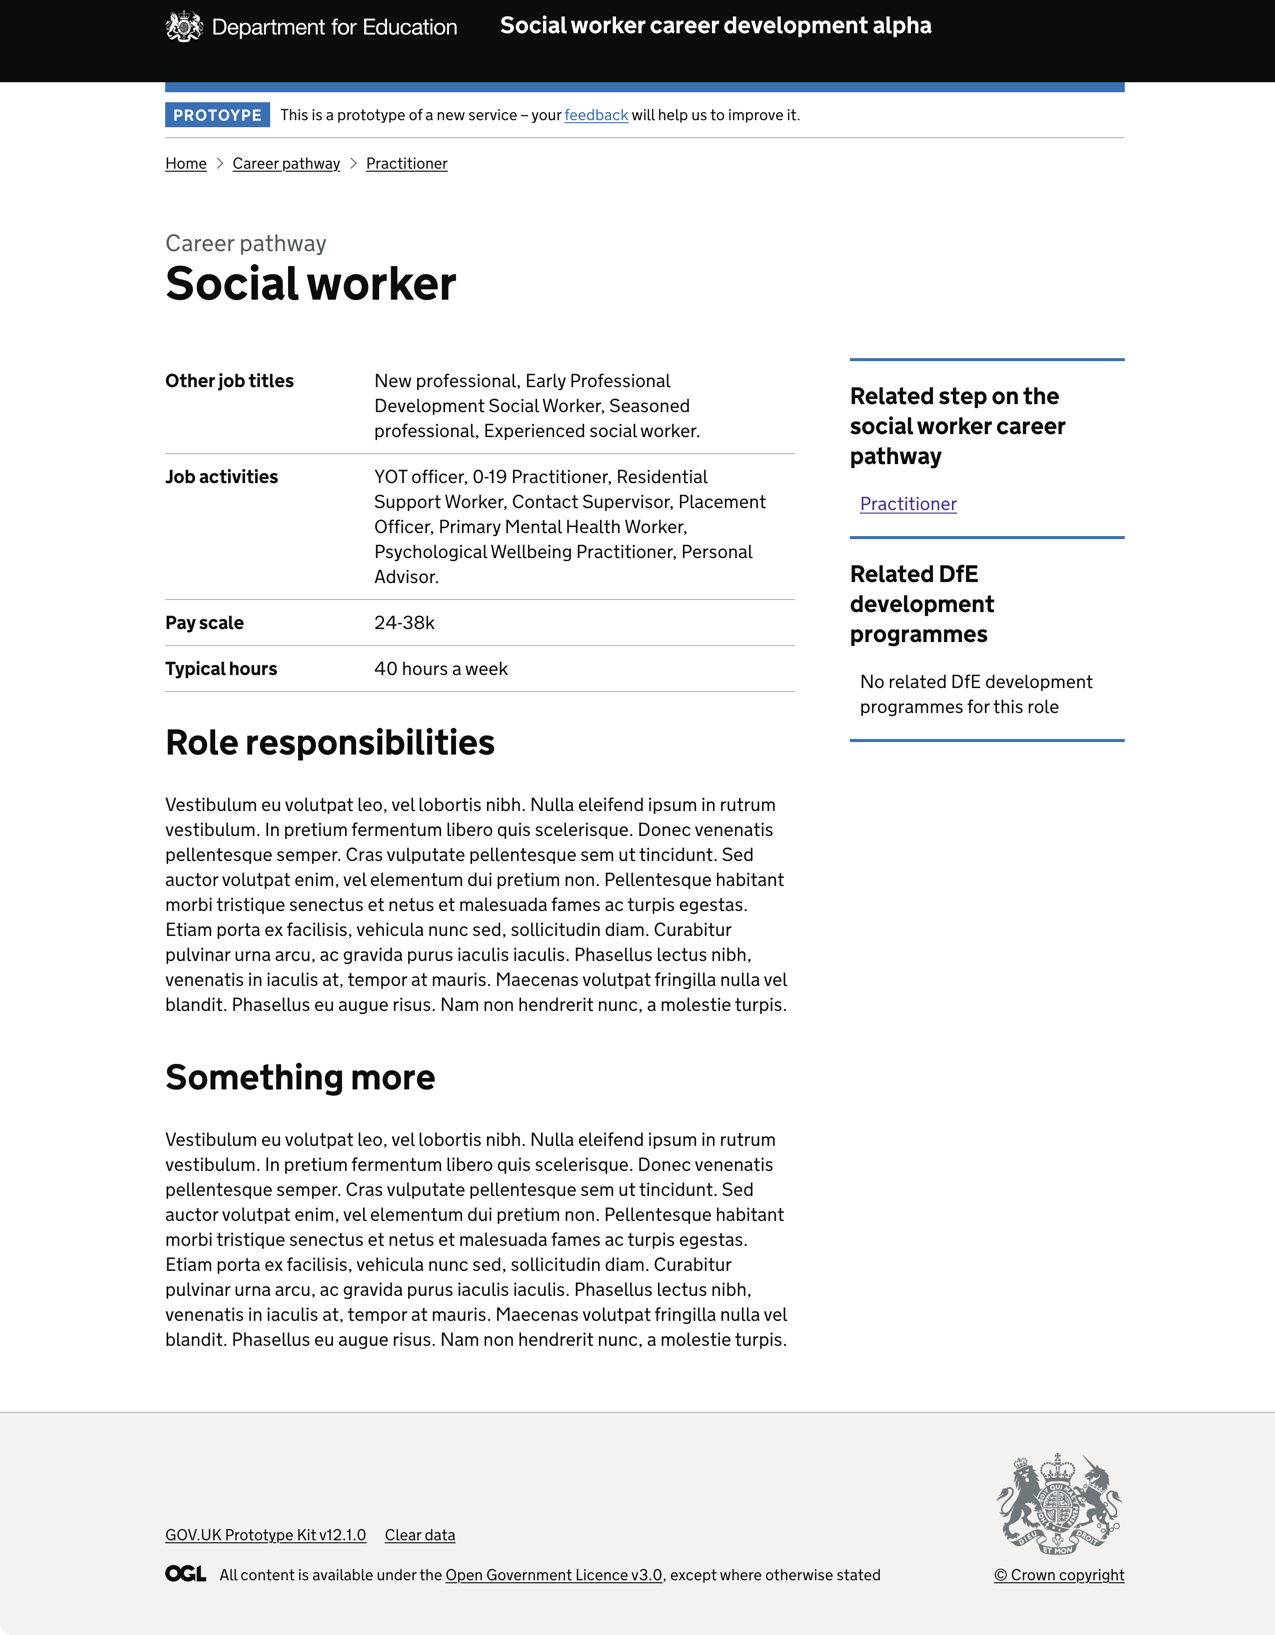 Department for Education
Social worker career development alpha
PROTOYPE
This is a prototype of a new service – your feedback will help us to improve it.
Home
Career pathway
Practitioner
Career pathway
Social worker
Other job titles
New professional, Early Professional
Development Social Worker, Seasoned
professional, Experienced social worker.
Job activities
YOT officer, 0-19 Practitioner, Residential
Support Worker, Contact Supervisor, Placement
Officer, Primary Mental Health Worker,
Psychological Wellbeing Practitioner, Personal
Advisor.
Pay scale
24-38k
Typical hours
40 hours a week
Related step on the
social worker career
pathway
Practitioner
Related DfE
development
programmes
No related DfE development
programmes for this role
Role responsibilities
Vestibulum eu volutpat leo, vel lobortis nibh. Nulla eleifend ipsum in rutrum
vestibulum. In pretium fermentum libero quis scelerisque. Donec venenatis
pellentesque semper. Cras vulputate pellentesque sem ut tincidunt. Sed
auctor volutpat enim, vel elementum dui pretium non. Pellentesque habitant
morbi tristique senectus et netus et malesuada fames ac turpis egestas.
Etiam porta ex facilisis, vehicula nunc sed, sollicitudin diam. Curabitur
pulvinar urna arcu, ac gravida purus iaculis iaculis. Phasellus lectus nibh,
venenatis in iaculis at, tempor at mauris. Maecenas volutpat fringilla nulla vel
blandit. Phasellus eu augue risus. Nam non hendrerit nunc, a molestie turpis.
Something more
Vestibulum eu volutpat leo, vel lobortis nibh. Nulla eleifend ipsum in rutrum
vestibulum. In pretium fermentum libero quis scelerisque. Donec venenatis
pellentesque semper. Cras vulputate pellentesque sem ut tincidunt. Sed
auctor volutpat enim, vel elementum dui pretium non. Pellentesque habitant
morbi tristique senectus et netus et malesuada fames ac turpis egestas.
Etiam porta ex facilisis, vehicula nunc sed, sollicitudin diam. Curabitur
pulvinar urna arcu, ac gravida purus iaculis iaculis. Phasellus lectus nibh,
venenatis in iaculis at, tempor at mauris. Maecenas volutpat fringilla nulla vel
blandit. Phasellus eu augue risus. Nam non hendrerit nunc, a molestie turpis.
GOV.UK Prototype Kit v12.1.0
Clear data
OGL
All content is available under the Open Government Licence v3.0, except where otherwise stated
DIEU ET MON DROIT
© Crown copyright